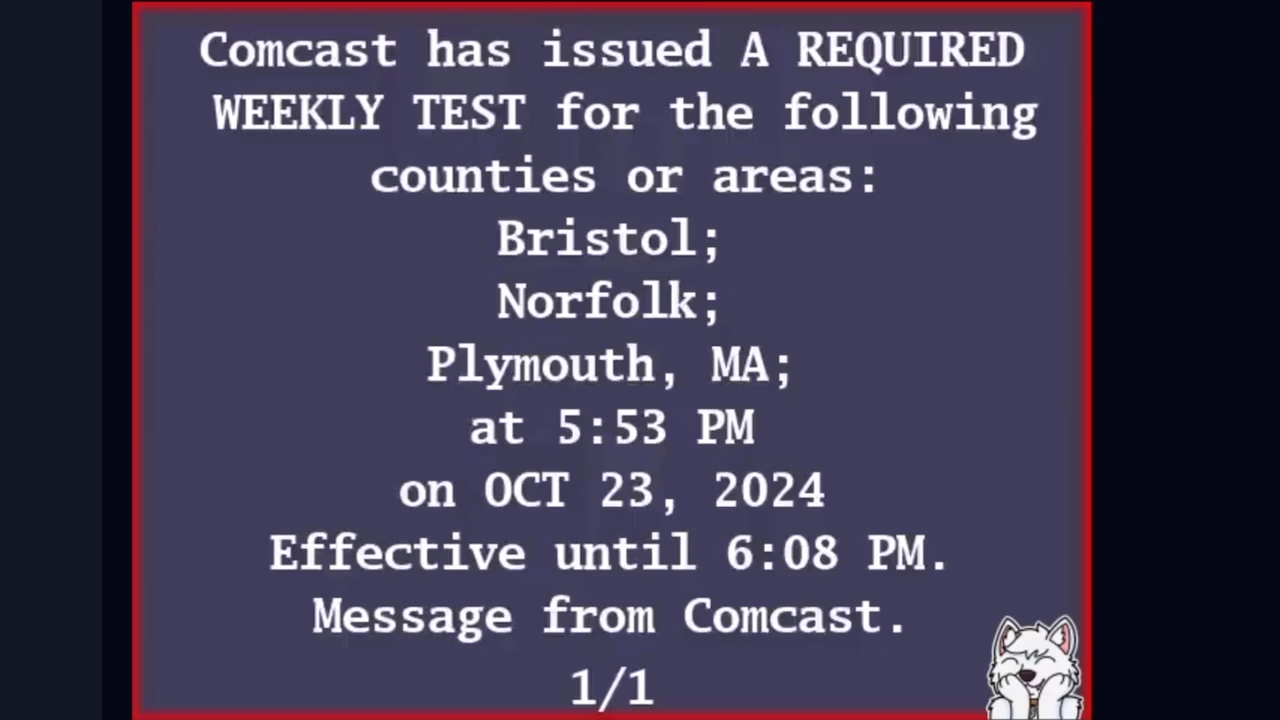 Comcast has issued A REQUIRED
WEEKLY TEST for the following
counties or areas:
Bristol;
Norfolk;
Plymouth, MA;
at 5:53 PM
on OCT 23, 2024
Effective until 6:08 PM.
Message from Comcast.
1/1